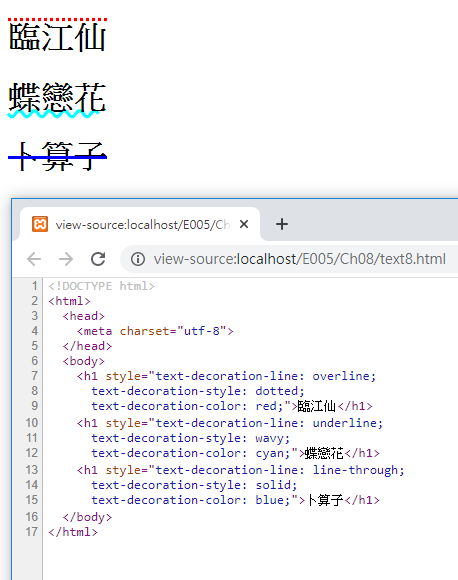 臨江仙
蝶戀花
卜算子
view-source:localhost/E005/Ch
view-source:localhost/E005/Ch08/text8.html
1 <!DOCTYPE html>
2 <html>
3   <head>
4     <meta charset="utf-8">
5   </head>
6   <body>
7     <h1 style="text-decoration-line: overline;
8       text-decoration-style: dotted;
9       text-decoration-color: red;">臨江仙</h1>
10     <h1 style="text-decoration-line: underline;
11       text-decoration-style: wavy;
12       text-decoration-color: cyan;">蝶戀花</h1>
13     <h1 style="text-decoration-line: line-through;
14       text-decoration-style: solid;
15       text-decoration-color: blue;">卜算子</h1>
16   </body>
17 </html>